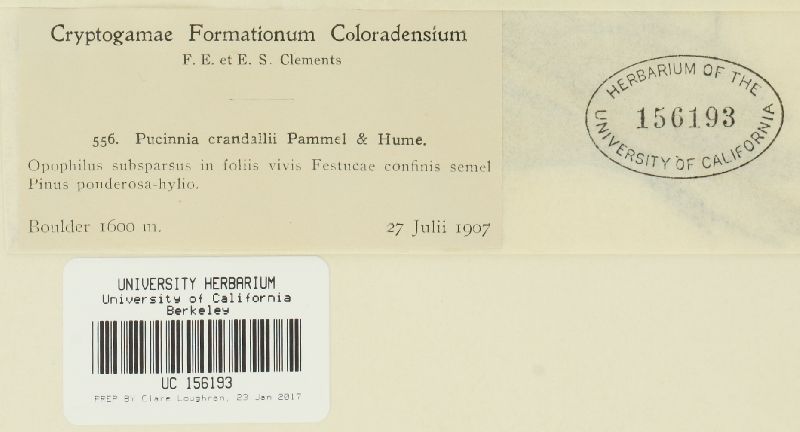 Cryptogamae Formationum Coloradensium
F. E. et E. S. Clements
556. Pucinnia crandallii Pammel & Hume.
Opophilus subsparsus in foliis vivis Festucae confinis semel
Pinus ponderosa-hylio.
Boulder 1600 m. 27 Julii 1907
HERBARIUM OF THE
156193
UNIVERSITY OF CALIFORNIA
UNIVERSITY HERBARIUM
University of California
Berkeley
UC 156193
PREP BY Clare Loughran, 23 Jan 2017